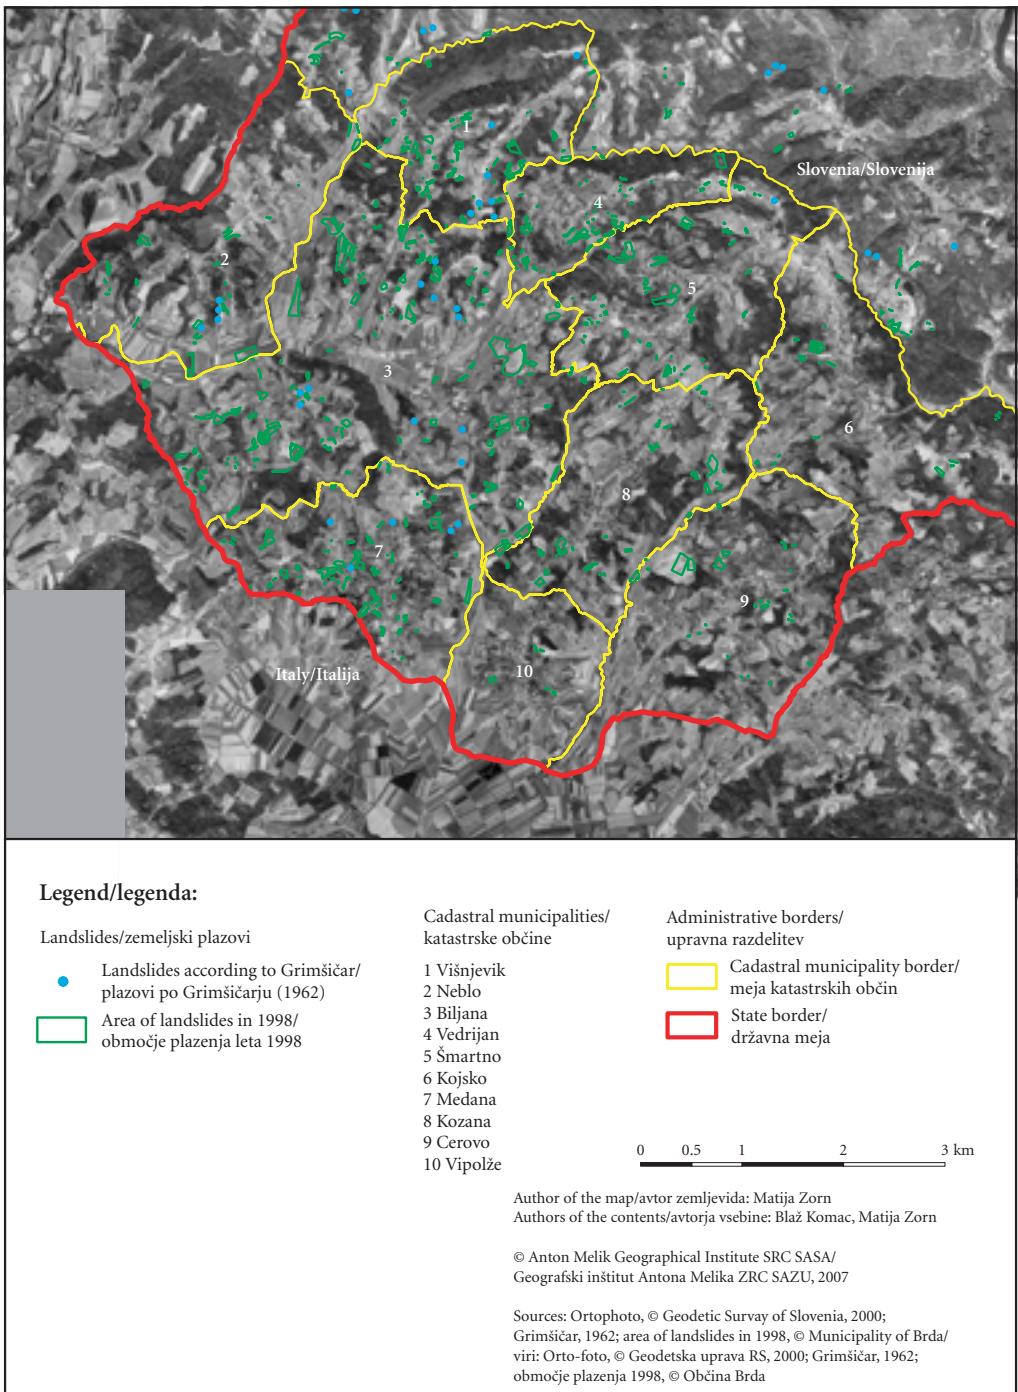 1
Slovenia/Slovenija
4
2
5
3
6
8
7
9
Italy/Italija
10
Legend/legenda:
Landslides/zemeljski plazovi
Landslides according to Grimšičar/
plazovi po Grimšičarju (1962)
Area of landslides in 1998/
območje plazenja leta 1998
Cadastral municipalities/
katastrske občine
1 Višnjevik
2 Neblo
3 Biljana
4 Vedrijan
5 Šmartno
6 Kojsko
7 Medana
8 Kozana
9 Cerovo
10 Vipolže
Administrative borders/
upravna razdelitev
Cadastral municipality border/
meja katastrskih občin
State border/
državna meja
0 0.5 1 2 3 km
Author of the map/avtor zemljevida: Matija Zorn
Authors of the contents/avtorja vsebine: Blaž Komac, Matija Zorn
© Anton Melik Geographical Institute SRC SASA/
Geografski inštitut Antona Melika ZRC SAZU, 2007
Sources: Ortophoto, © Geodetic Survay of Slovenia, 2000;
Grimšičar, 1962; area of landslides in 1998, © Municipality of Brda/
viri: Orto-foto, © Geodetska uprava RS, 2000; Grimšičar, 1962;
območje plazenja 1998, © Občina Brda